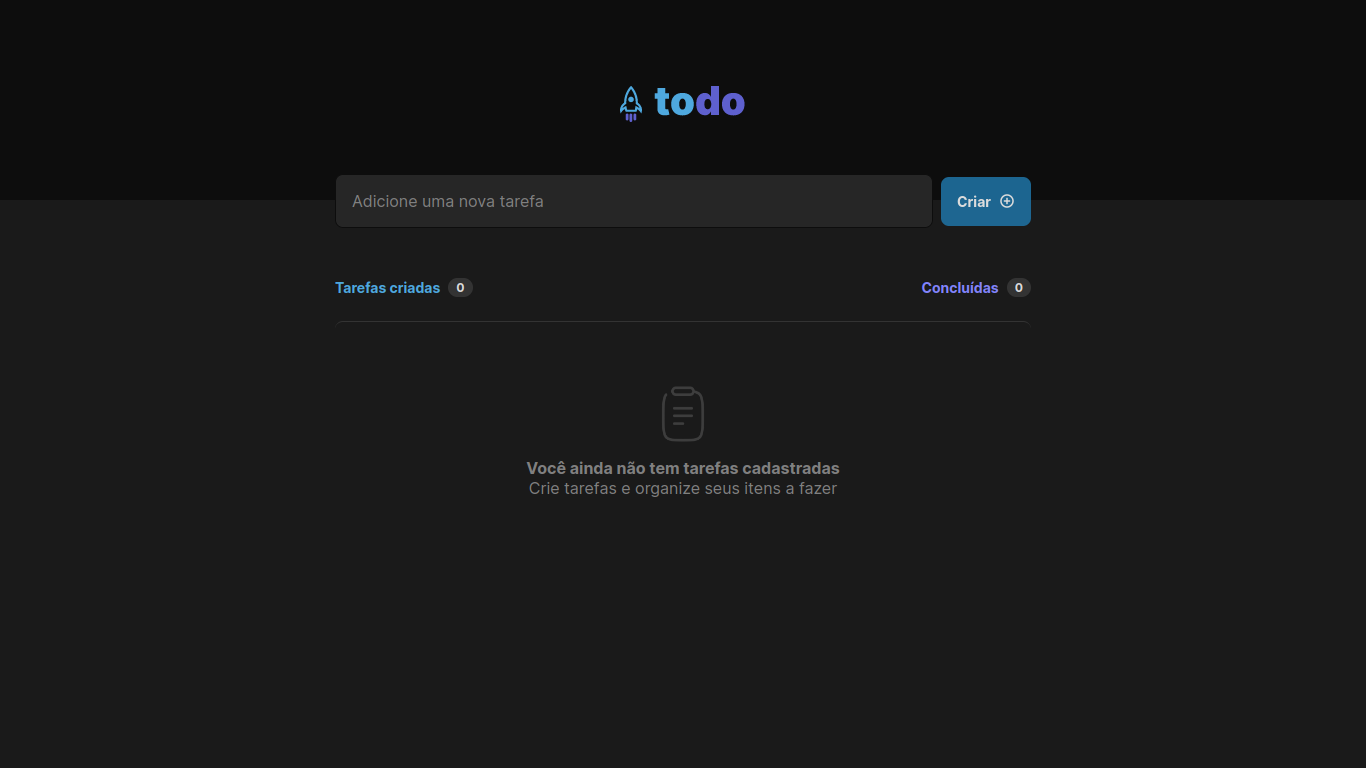 todo
Adicione uma nova tarefa
Criar
Tarefas criadas 0
Concluídas 0
Você ainda não tem tarefas cadastradas
Crie tarefas e organize seus itens a fazer